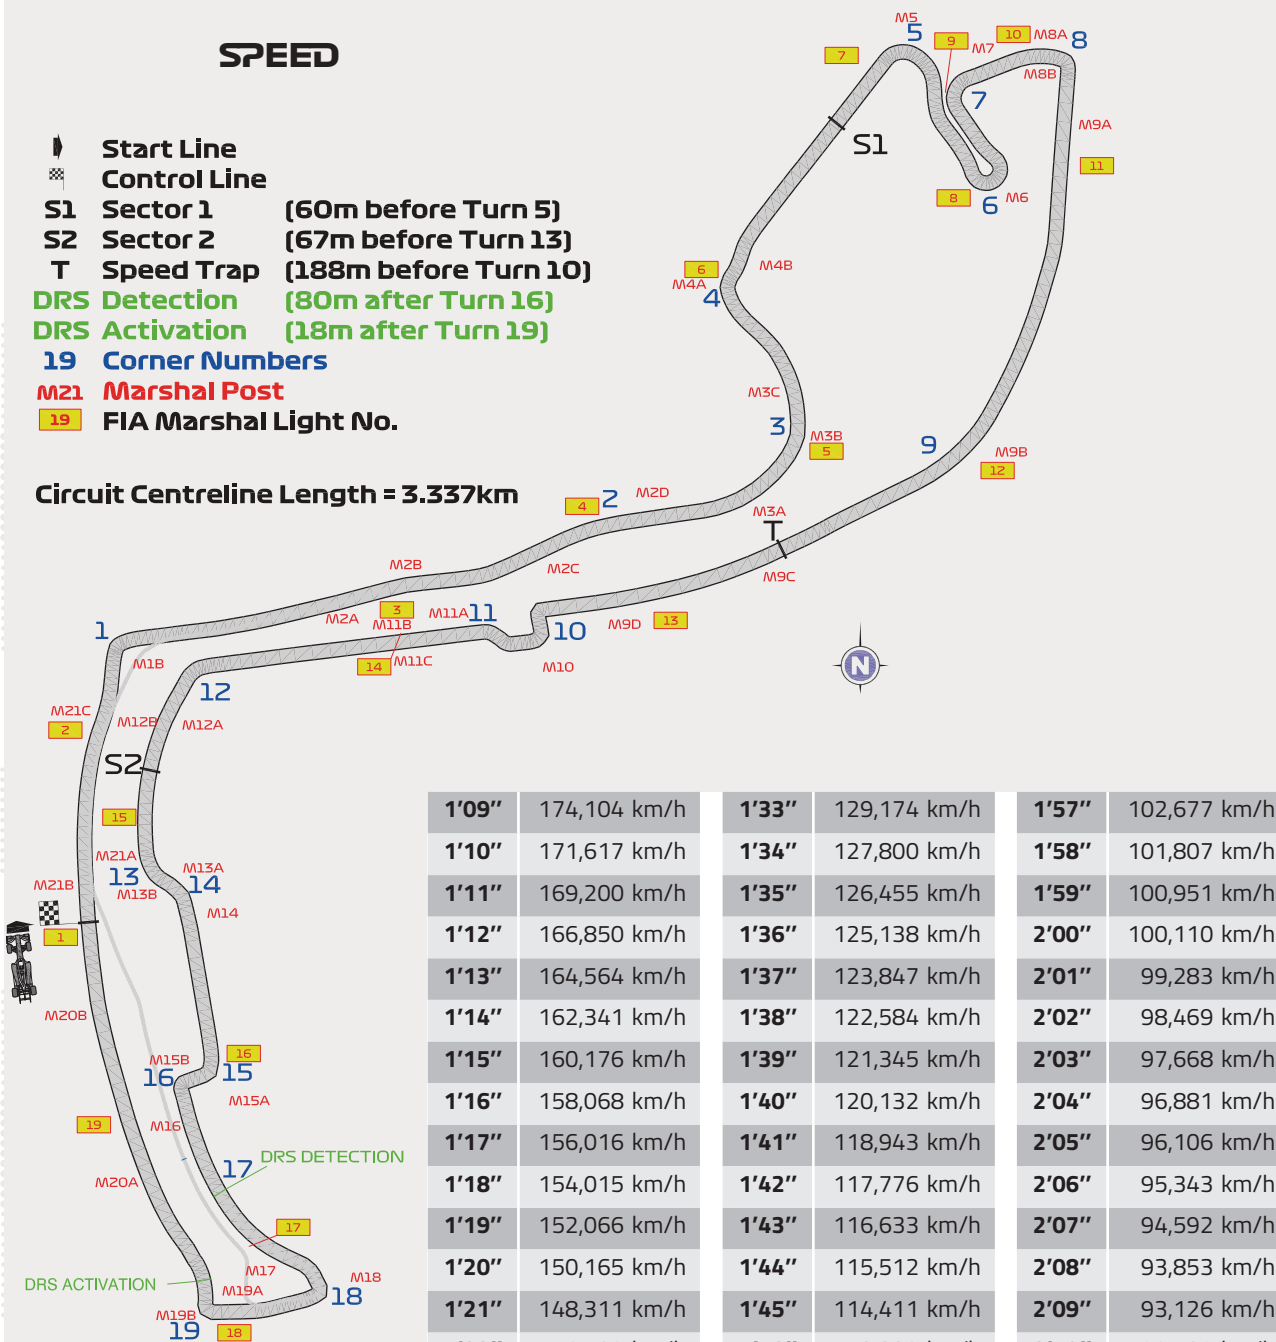 SPEED
Start Line
Control Line
S1 Sector 1 (60m before Turn 5)
S2 Sector 2 (67m before Turn 13)
T Speed Trap (188m before Turn 10)
DRS Detection (80m after Turn 16)
DRS Activation (18m after Turn 19)
19 Corner Numbers
M21 Marshal Post
19 FIA Marshal Light No.
Circuit Centreline Length = 3.337km
M5
5
7
9
M7
10
M8A
8
M8B
7
S1
M9A
11
8
6
M6
6
M4A
4
M4B
M3C
3
M3B
5
9
M9B
12
4
2
M2D
M3A
T
M9C
M2B
M2C
M2A
3
M11A
11
M11B
10
M9D
13
1
M1B
14
M11C
M10
N
12
M21C
2
M12B
M12A
S2
15
M21A
13
M13A
M21B
M13B
14
M14
1
M20B
M15B
16
16
15
M15A
19
M16
DRS DETECTION
17
M20A
17
M17
DRS ACTIVATION
M19A
M18
18
M19B
19
18
1'09'' 174,104 km/h 1'33'' 129,174 km/h 1'57'' 102,677 km/h
1'10'' 171,617 km/h 1'34'' 127,800 km/h 1'58'' 101,807 km/h
1'11'' 169,200 km/h 1'35'' 126,455 km/h 1'59'' 100,951 km/h
1'12'' 166,850 km/h 1'36'' 125,138 km/h 2'00'' 100,110 km/h
1'13'' 164,564 km/h 1'37'' 123,847 km/h 2'01'' 99,283 km/h
1'14'' 162,341 km/h 1'38'' 122,584 km/h 2'02'' 98,469 km/h
1'15'' 160,176 km/h 1'39'' 121,345 km/h 2'03'' 97,668 km/h
1'16'' 158,068 km/h 1'40'' 120,132 km/h 2'04'' 96,881 km/h
1'17'' 156,016 km/h 1'41'' 118,943 km/h 2'05'' 96,106 km/h
1'18'' 154,015 km/h 1'42'' 117,776 km/h 2'06'' 95,343 km/h
1'19'' 152,066 km/h 1'43'' 116,633 km/h 2'07'' 94,592 km/h
1'20'' 150,165 km/h 1'44'' 115,512 km/h 2'08'' 93,853 km/h
1'21'' 148,311 km/h 1'45'' 114,411 km/h 2'09'' 93,126 km/h